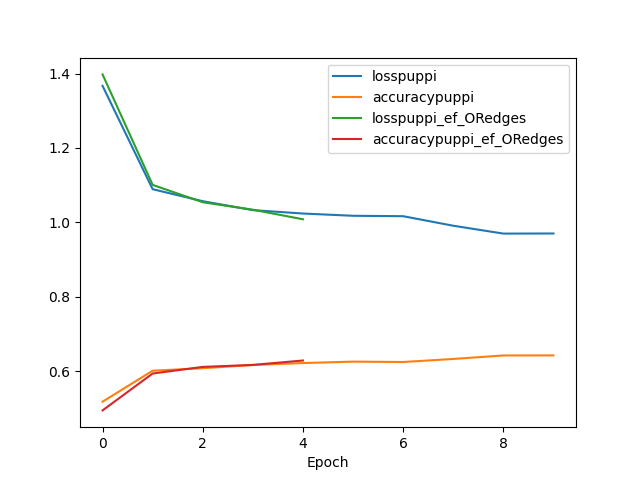 losspuppi
accuracypuppi
losspuppi_ef_ORedges
accuracypuppi_ef_ORedges
1.4
1.2
1.0
0.8
0.6
0 2 4 6 8
Epoch